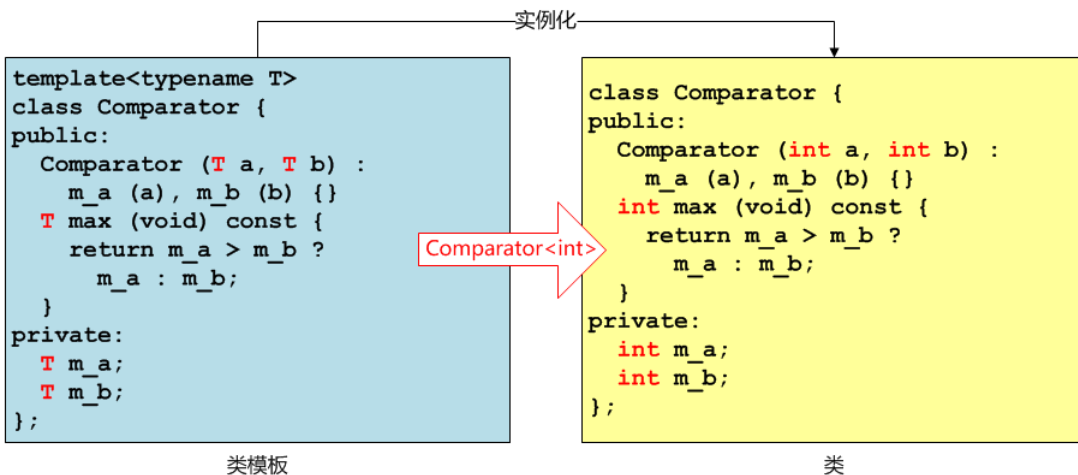 实例化
template<typename T>
class Comparator {
public:
  Comparator (T a, T b) :
    m_a (a), m_b (b) {}
  T max (void) const {
    return m_a > m_b ?
      m_a : m_b;
  }
private:
  T m_a;
  T m_b;
};
类模板
Comparator<int>
class Comparator {
public:
  Comparator (int a, int b) :
    m_a (a), m_b (b) {}
  int max (void) const {
    return m_a > m_b ?
      m_a : m_b;
  }
private:
  int m_a;
  int m_b;
};
类